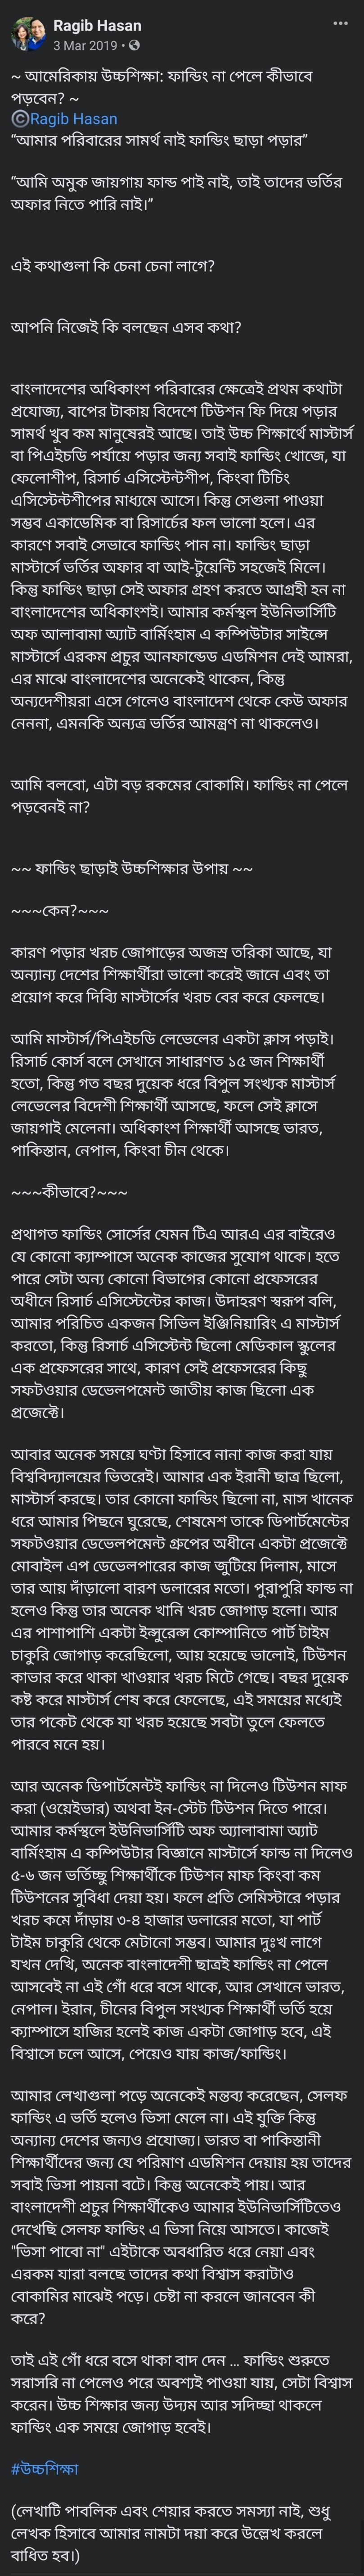 Ragib Hasan
3 Mar 2019 •
~ আমেরিকায় উচ্চশিক্ষা: ফান্ডিং না পেলে কীভাবে
পড়বেন? ~
©Ragib Hasan
"আমার পরিবারের সামর্থ নাই ফান্ডিং ছাড়া পড়ার"
"আমি অমুক জায়গায় ফান্ড পাই নাই, তাই তাদের ভর্তির
অফার নিতে পারি নাই।"
এই কথাগুলা কি চেনা চেনা লাগে?
আপনি নিজেই কি বলছেন এসব কথা?
বাংলাদেশের অধিকাংশ পরিবারের ক্ষেত্রেই প্রথম কথাটা
প্রযোজ্য, বাপের টাকায় বিদেশে টিউশন ফি দিয়ে পড়ার
সামর্থ খুব কম মানুষেরই আছে। তাই উচ্চ শিক্ষার্থে মাস্টার্স
বা পিএইচডি পর্যায়ে পড়ার জন্য সবাই ফান্ডিং খোজে, যা
ফেলোশীপ, রিসার্চ এসিস্টেন্টশীপ, কিংবা টিচিং
এসিস্টেন্টশীপের মাধ্যমে আসে। কিন্তু সেগুলা পাওয়া
সম্ভব একাডেমিক বা রিসার্চের ফল ভালো হলে। এর
কারণে সবাই সেভাবে ফান্ডিং পান না। ফান্ডিং ছাড়া
মাস্টার্সে ভর্তির অফার বা আই-টুয়েন্টি সহজেই মিলে।
কিন্তু ফান্ডিং ছাড়া সেই অফার গ্রহণ করতে আগ্রহী হন না
বাংলাদেশের অধিকাংশই। আমার কর্মস্থল ইউনিভার্সিটি
অফ আলাবামা অ্যাট বার্মিংহাম এ কম্পিউটার সাইন্সে
মাস্টার্সে এরকম প্রচুর আনফান্ডেড এডমিশন দেই আমরা,
এর মাঝে বাংলাদেশের অনেকেই থাকেন, কিন্তু
অন্যদেশীয়রা এসে গেলেও বাংলাদেশ থেকে কেউ অফার
নেননা, এমনকি অন্যত্র ভর্তির আমন্ত্রণ না থাকলেও।
আমি বলবো, এটা বড় রকমের বোকামি। ফান্ডিং না পেলে
পড়বেনই না?
~~ ফান্ডিং ছাড়াই উচ্চশিক্ষার উপায় ~~
~~~কেন?~~~
কারণ পড়ার খরচ জোগাড়ের অজস্র তরিকা আছে, যা
অন্যান্য দেশের শিক্ষার্থীরা ভালো করেই জানে এবং তা
প্রয়োগ করে দিব্যি মাস্টার্সের খরচ বের করে ফেলছে।
আমি মাস্টার্স/পিএইচডি লেভেলের একটা ক্লাস পড়াই।
রিসার্চ কোর্স বলে সেখানে সাধারণত ১৫ জন শিক্ষার্থী
হতো, কিন্তু গত বছর দুয়েক ধরে বিপুল সংখ্যক মাস্টার্স
লেভেলের বিদেশী শিক্ষার্থী আসছে, ফলে সেই ক্লাসে
জায়গাই মেলেনা। অধিকাংশ শিক্ষার্থী আসছে ভারত,
পাকিস্তান, নেপাল, কিংবা চীন থেকে।
~~~কীভাবে?~~~
প্রথাগত ফান্ডিং সোর্সের যেমন টিএ আরএ এর বাইরেও
যে কোনো ক্যাম্পাসে অনেক কাজের সুযোগ থাকে। হতে
পারে সেটা অন্য কোনো বিভাগের কোনো প্রফেসরের
অধীনে রিসার্চ এসিস্টেন্টের কাজ। উদাহরণ স্বরূপ বলি,
আমার পরিচিত একজন সিভিল ইঞ্জিনিয়ারিং এ মাস্টার্স
করতো, কিন্তু রিসার্চ এসিস্টেন্ট ছিলো মেডিকাল স্কুলের
এক প্রফেসরের সাথে, কারণ সেই প্রফেসরের কিছু
সফটওয়ার ডেভেলপমেন্ট জাতীয় কাজ ছিলো এক
প্রজেক্টে।
আবার অনেক সময়ে ঘণ্টা হিসাবে নানা কাজ করা যায়
বিশ্ববিদ্যালয়ের ভিতরেই। আমার এক ইরানী ছাত্র ছিলো,
মাস্টার্স করছে। তার কোনো ফান্ডিং ছিলো না, মাস খানেক
ধরে আমার পিছনে ঘুরেছে, শেষমেশ তাকে ডিপার্টমেন্টের
সফটওয়ার ডেভেলপমেন্ট গ্রুপের অধীনে একটা প্রজেক্টে
মোবাইল এপ ডেভেলপারের কাজ জুটিয়ে দিলাম, মাসে
তার আয় দাঁড়ালো বারশ ডলারের মতো। পুরাপুরি ফান্ড না
হলেও কিন্তু তার অনেক খানি খরচ জোগাড় হলো। আর
এর পাশাপাশি একটা ইন্সুরেন্স কোম্পানিতে পার্ট টাইম
চাকুরি জোগাড় করেছিলো, আয় হয়েছে ভালোই, টিউশন
কাভার করে থাকা খাওয়ার খরচ মিটে গেছে। বছর দুয়েক
কষ্ট করে মাস্টার্স শেষ করে ফেলেছে, এই সময়ের মধ্যেই
তার পকেট থেকে যা খরচ হয়েছে সবটা তুলে ফেলতে
পারবে মনে হয়।
আর অনেক ডিপার্টমেন্টই ফান্ডিং না দিলেও টিউশন মাফ
করা (ওয়েইভার) অথবা ইন-স্টেট টিউশন দিতে পারে।
আমার কর্মস্থলে ইউনিভার্সিটি অফ অ্যালাবামা অ্যাট
বার্মিংহাম এ কম্পিউটার বিজ্ঞানে মাস্টার্সে ফান্ড না দিলেও
৫-৬ জন ভর্তিচ্ছু শিক্ষার্থীকে টিউশন মাফ কিংবা কম
টিউশনের সুবিধা দেয়া হয়। ফলে প্রতি সেমিস্টারে পড়ার
খরচ কমে দাঁড়ায় ৩-৪ হাজার ডলারের মতো, যা পার্ট
টাইম চাকুরি থেকে মেটানো সম্ভব। আমার দুঃখ লাগে
যখন দেখি, অনেক বাংলাদেশী ছাত্রই ফান্ডিং না পেলে
আসবেই না এই গোঁ ধরে বসে থাকে, আর সেখানে ভারত,
নেপাল। ইরান, চীনের বিপুল সংখ্যক শিক্ষার্থী ভর্তি হয়ে
ক্যাম্পাসে হাজির হলেই কাজ একটা জোগাড় হবে, এই
বিশ্বাসে চলে আসে, পেয়েও যায় কাজ/ফান্ডিং।
আমার লেখাগুলা পড়ে অনেকেই মন্তব্য করেছেন, সেলফ
ফান্ডিং এ ভর্তি হলেও ভিসা মেলে না। এই যুক্তি কিন্তু
অন্যান্য দেশের জন্যও প্রযোজ্য। ভারত বা পাকিস্তানী
শিক্ষার্থীদের জন্য যে পরিমাণ এডমিশন দেয়ায় হয় তাদের
সবাই ভিসা পায়না বটে। কিন্তু অনেকেই পায়। আর
বাংলাদেশী প্রচুর শিক্ষার্থীকেও আমার ইউনিভার্সিটিতেও
দেখেছি সেলফ ফান্ডিং এ ভিসা নিয়ে আসতে। কাজেই
"ভিসা পাবো না" এইটাকে অবধারিত ধরে নেয়া এবং
এরকম যারা বলছে তাদের কথা বিশ্বাস করাটাও
বোকামির মাঝেই পড়ে। চেষ্টা না করলে জানবেন কী
করে?
তাই এই গোঁ ধরে বসে থাকা বাদ দেন ... ফান্ডিং শুরুতে
সরাসরি না পেলেও পরে অবশ্যই পাওয়া যায়, সেটা বিশ্বাস
করেন। উচ্চ শিক্ষার জন্য উদ্যম আর সদিচ্ছা থাকলে
ফান্ডিং এক সময়ে জোগাড় হবেই।
#উচ্চশিক্ষা
(লেখাটি পাবলিক এবং শেয়ার করতে সমস্যা নাই, শুধু
লেখক হিসাবে আমার নামটা দয়া করে উল্লেখ করলে
বাধিত হব।)